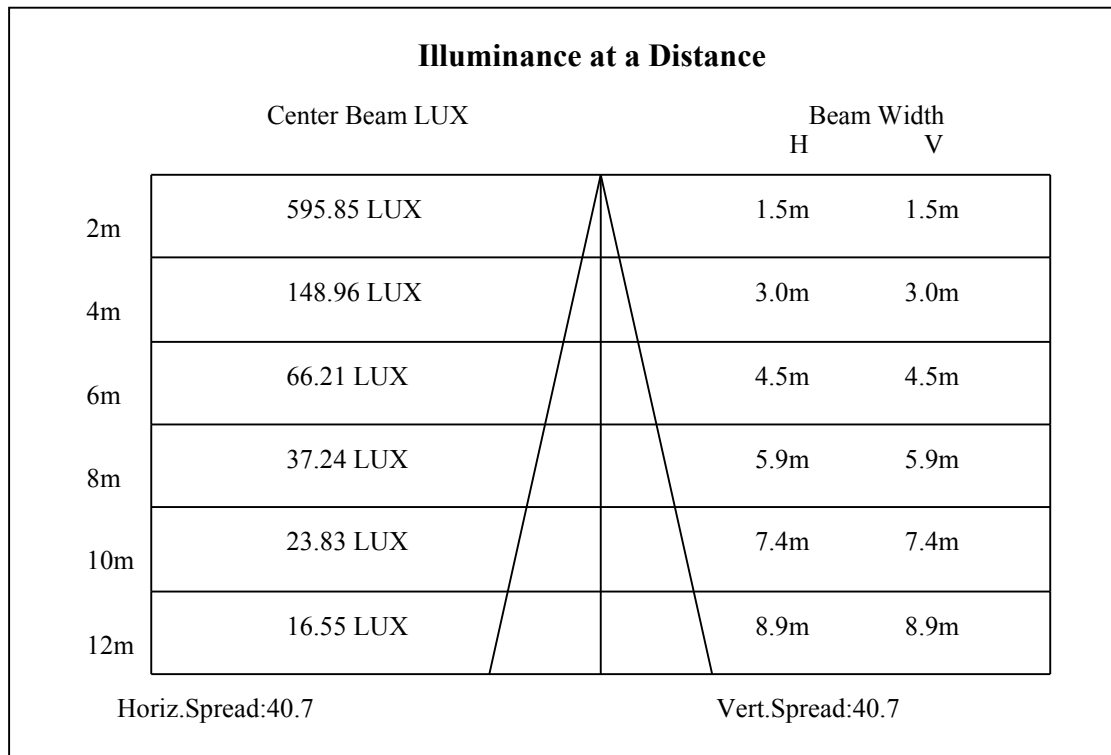 Illuminance at a Distance
Center Beam LUX Beam Width
H V
2m 595.85 LUX 1.5m 1.5m
4m 148.96 LUX 3.0m 3.0m
6m 66.21 LUX 4.5m 4.5m
8m 37.24 LUX 5.9m 5.9m
10m 23.83 LUX 7.4m 7.4m
12m 16.55 LUX 8.9m 8.9m
Horiz.Spread:40.7 Vert.Spread:40.7